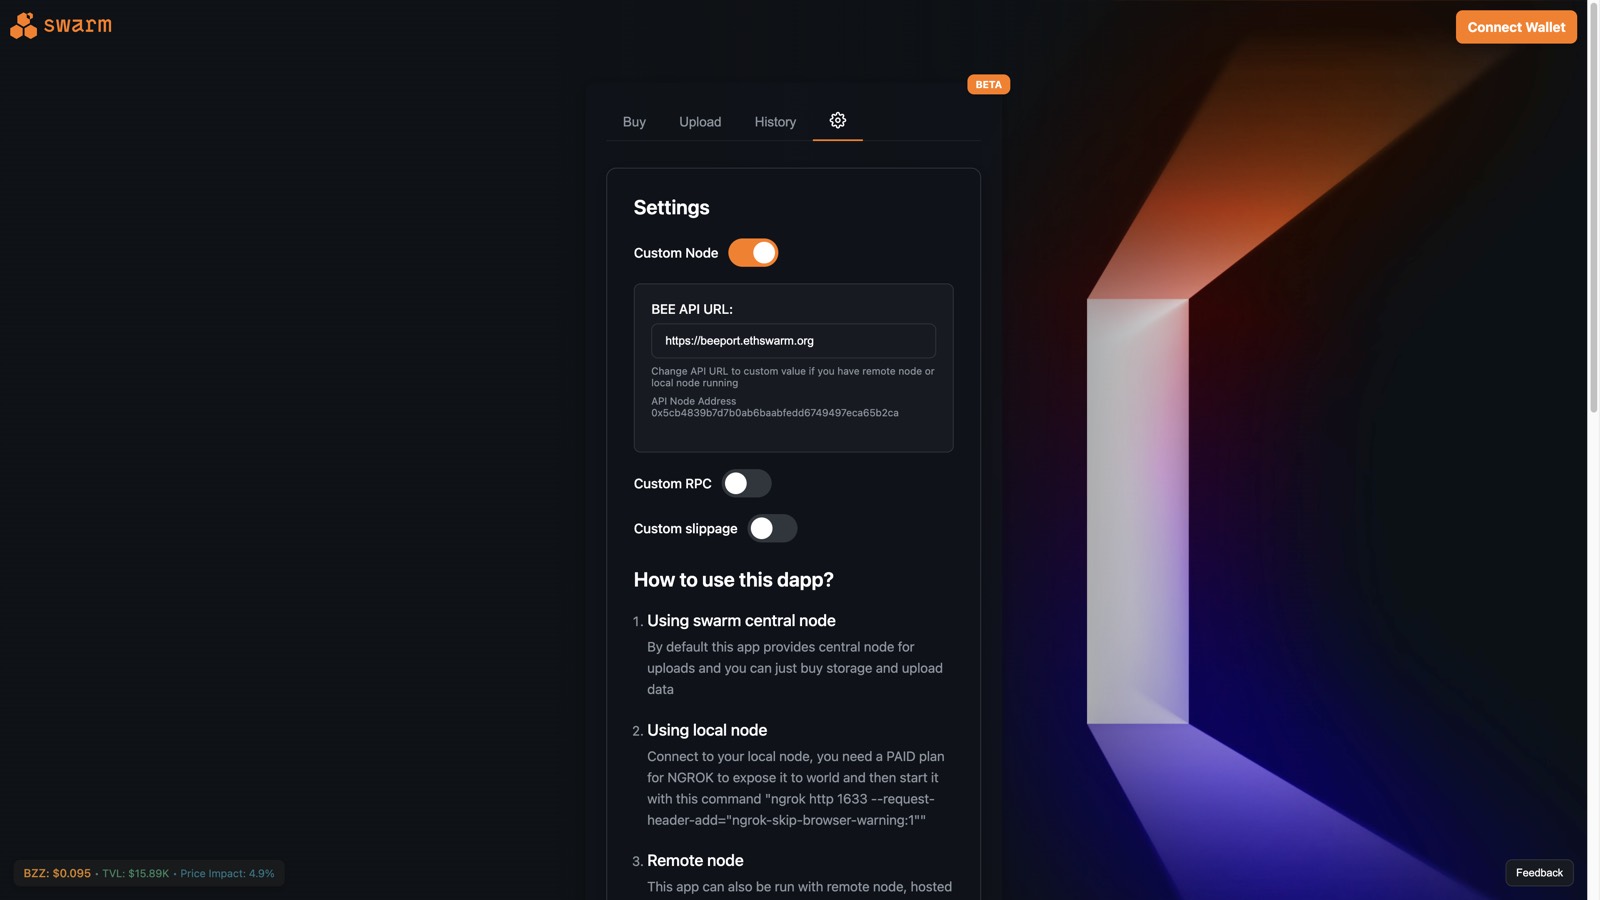 swarm
Connect Wallet
BETA
Buy
Upload
History
Settings
Custom Node
BEE API URL:
https://beeport.ethswarm.org
Change API URL to custom value if you have remote node or
local node running
API Node Address
0x5cb4839b7d7b0ab6baabfedd6749497eca65b2ca
Custom RPC
Custom slippage
How to use this dapp?
1. Using swarm central node
By default this app provides central node for
uploads and you can just buy storage and upload
data
2. Using local node
Connect to your local node, you need a PAID plan
for NGROK to expose it to world and then start it
with this command "ngrok http 1633 --request-
header-add="ngrok-skip-browser-warning:1""
3. Remote node
This app can also be run with remote node, hosted
BZZ: $0.095 • TVL: $15.89K • Price Impact: 4.9%
Feedback